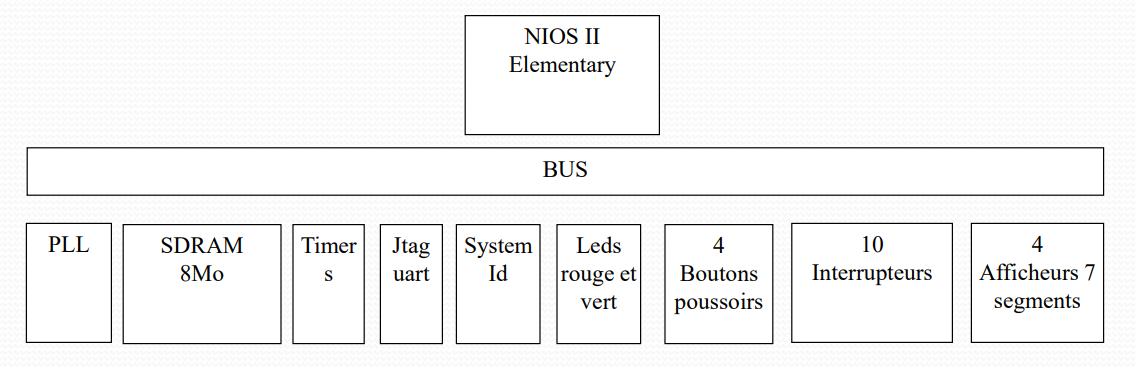 NIOS II
Elementary
BUS
PLL
SDRAM
8Mo
Timer
s
Jtag
uart
System
Id
Leds
rouge et
vert
4
Boutons
poussoirs
10
Interrupteurs
4
Afficheurs 7
segments